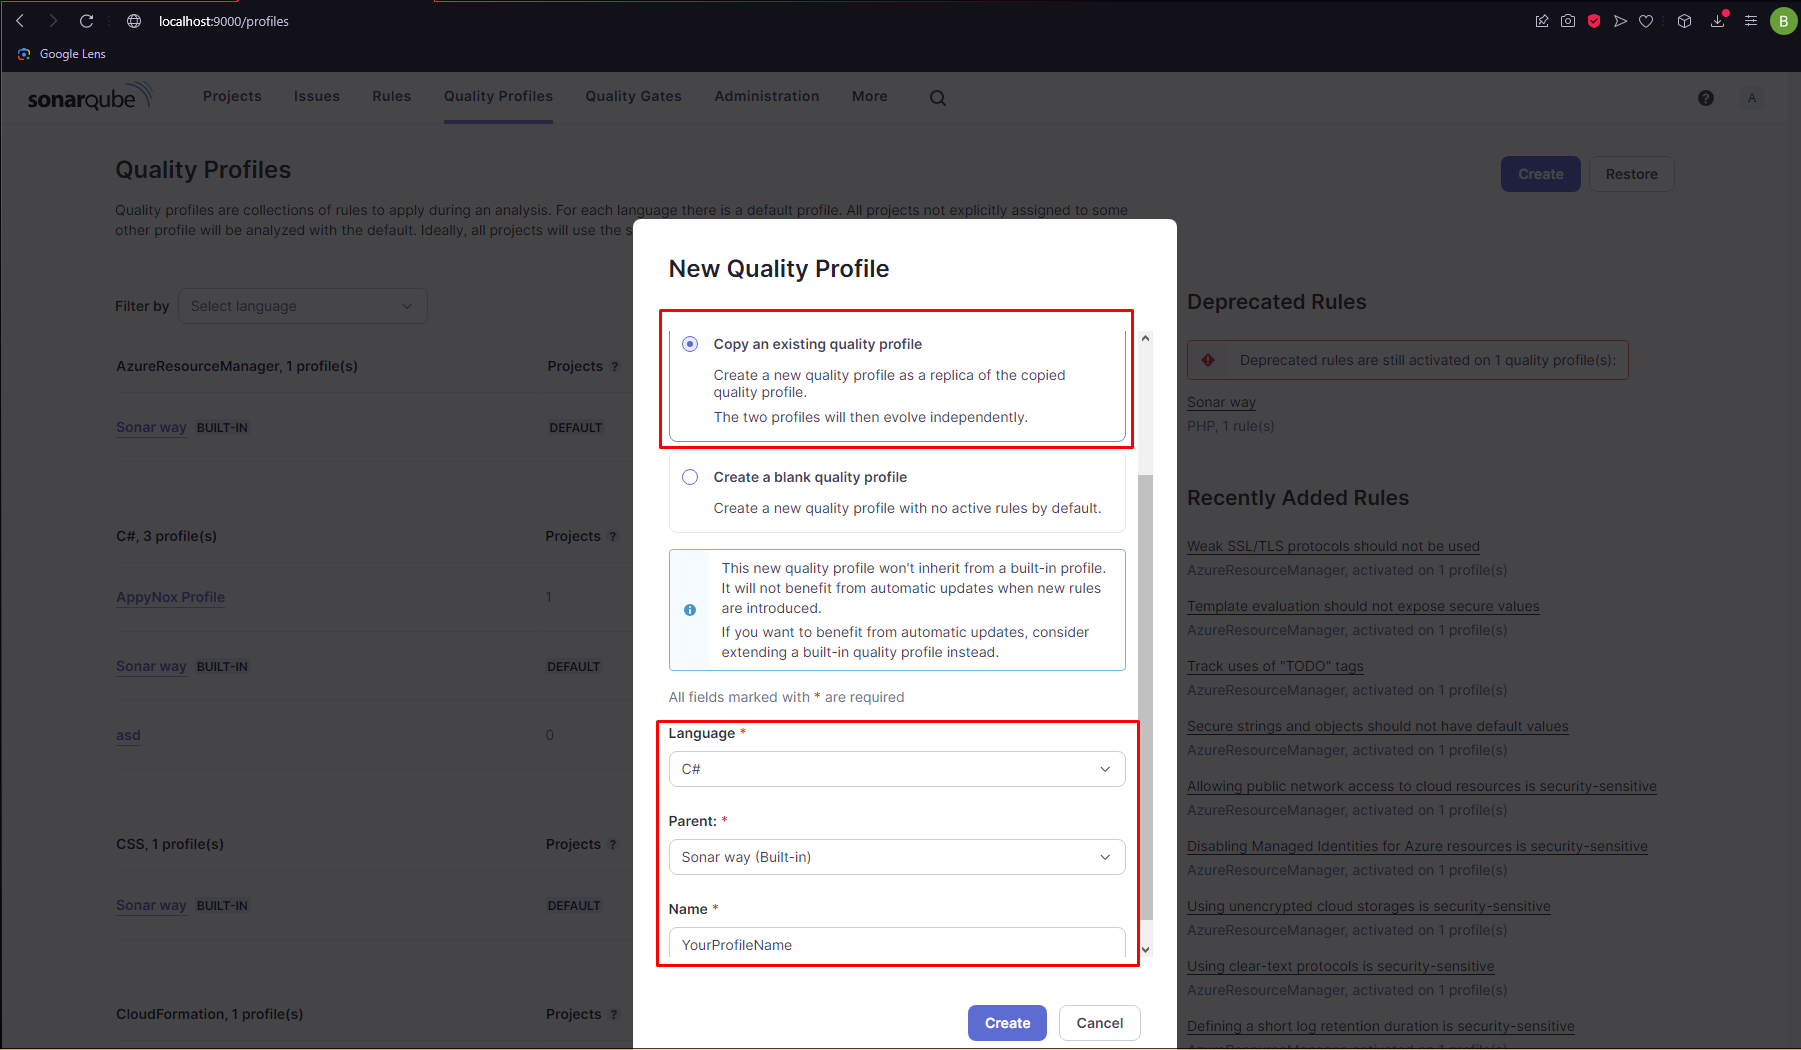 localhost:9000/profiles
B
Google Lens
sonarqube
Projects
Issues
Rules
Quality Profiles
Quality Gates
Administration
More
?
A
Quality Profiles
Create
Restore
Quality profiles are collections of rules to apply during an analysis. For each language there is a default profile. All projects not explicitly assigned to some
other profile will be analyzed with the default. Ideally, all projects will use the s
Filter by
Select language
AzureResourceManager, 1 profile(s)
Projects ?
Sonar way BUILT-IN
DEFAULT
C#, 3 profile(s)
Projects ?
AppyNox Profile
1
Sonar way BUILT-IN
DEFAULT
asd
0
CSS, 1 profile(s)
Projects ?
Sonar way BUILT-IN
DEFAULT
CloudFormation, 1 profile(s)
Projects ?
New Quality Profile
Copy an existing quality profile
Create a new quality profile as a replica of the copied
quality profile.
The two profiles will then evolve independently.
Create a blank quality profile
Create a new quality profile with no active rules by default.
This new quality profile won't inherit from a built-in profile.
It will not benefit from automatic updates when new rules
are introduced.
If you want to benefit from automatic updates, consider
extending a built-in quality profile instead.
All fields marked with * are required
Language *
C#
Parent: *
Sonar way (Built-in)
Name *
YourProfileName
Create
Cancel
Deprecated Rules
Deprecated rules are still activated on 1 quality profile(s):
Sonar way
PHP, 1 rule(s)
Recently Added Rules
Weak SSL/TLS protocols should not be used
AzureResourceManager, activated on 1 profile(s)
Template evaluation should not expose secure values
AzureResourceManager, activated on 1 profile(s)
Track uses of "TODO" tags
AzureResourceManager, activated on 1 profile(s)
Secure strings and objects should not have default values
AzureResourceManager, activated on 1 profile(s)
Allowing public network access to cloud resources is security-sensitive
AzureResourceManager, activated on 1 profile(s)
Disabling Managed Identities for Azure resources is security-sensitive
AzureResourceManager, activated on 1 profile(s)
Using unencrypted cloud storages is security-sensitive
AzureResourceManager, activated on 1 profile(s)
Using clear-text protocols is security-sensitive
AzureResourceManager, activated on 1 profile(s)
Defining a short log retention duration is security-sensitive